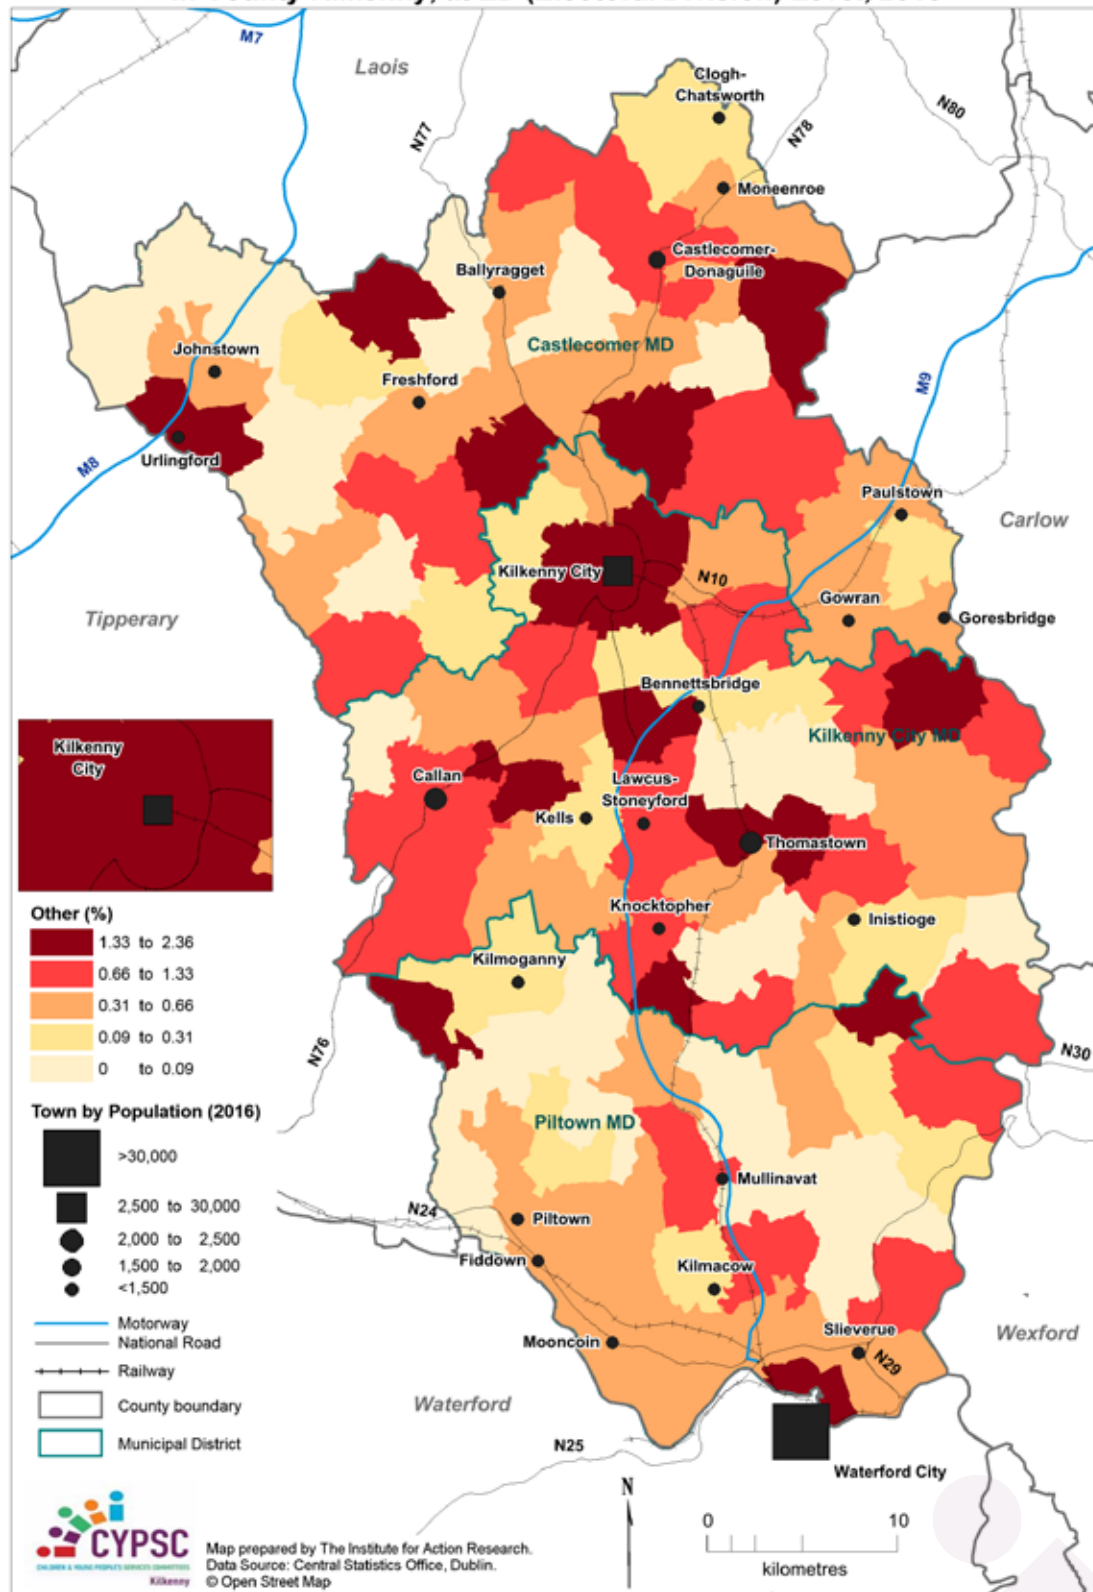 M7
Laois
N77
Clogh-
Chatsworth
N78
N80
Moneenroe
Castlecomer-
Donaguile
Ballyragget
Castlecomer MD
Johnstown
Freshford
M9
Urlingford
M8
Paulstown
Carlow
Kilkenny City
N10
Gowran
Goresbridge
Tipperary
Bennettsbridge
Kilkenny City MD
Kilkenny
City
Callan
Lawcus-
Stoneyford
Kells
Thomastown
Knocktopher
Inistioge
Kilmoganny
N76
N30
Piltown MD
Mullinavat
N24
Piltown
Fiddown
Kilmacow
Mooncoin
Slieverue
N29
Wexford
Waterford
N25
Waterford City
Other (%)
1.33 to 2.36
0.66 to 1.33
0.31 to 0.66
0.09 to 0.31
0 to 0.09
Town by Population (2016)
>30,000
2,500 to 30,000
2,000 to 2,500
1,500 to 2,000
<1,500
Motorway
National Road
Railway
County boundary
Municipal District
CYPSC
CHILDREN & YOUNG PEOPLE'S SERVICES COMMITTEES
Kilkenny
Map prepared by The Institute for Action Research.
Data Source: Central Statistics Office, Dublin.
© Open Street Map
N
0 10
kilometres